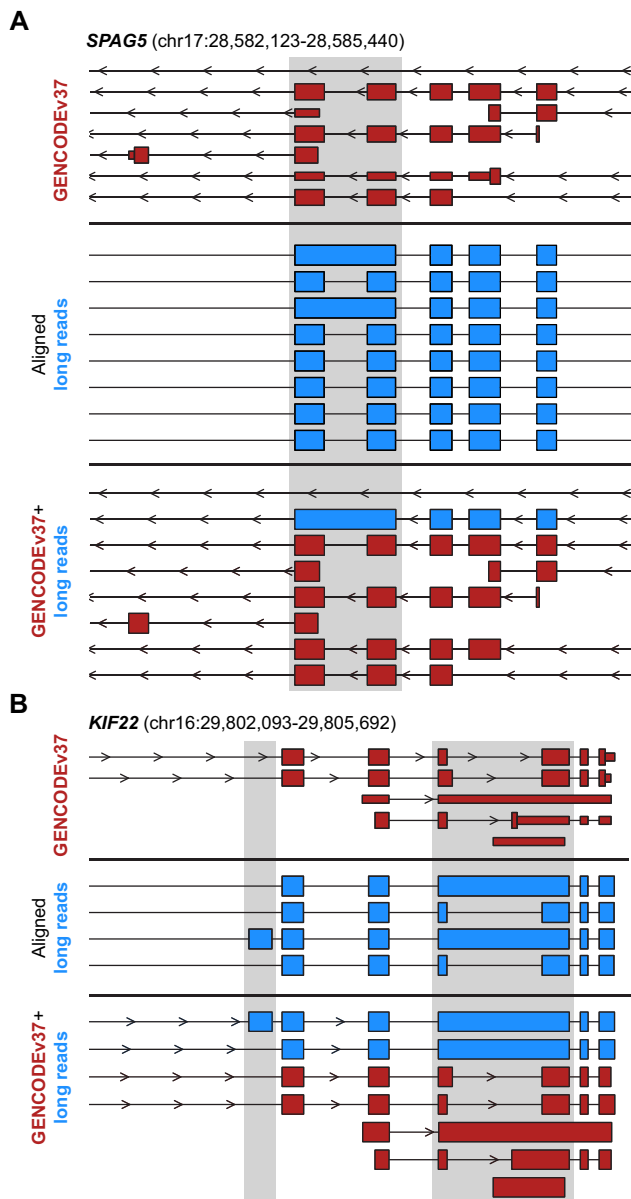 A
SPAG5 (chr17:28,582,123-28,585,440)
GENCODEv37
Aligned
long reads
GENCODEv37+
long reads
B
KIF22 (chr16:29,802,093-29,805,692)
GENCODEv37
Aligned
long reads
GENCODEv37+
long reads